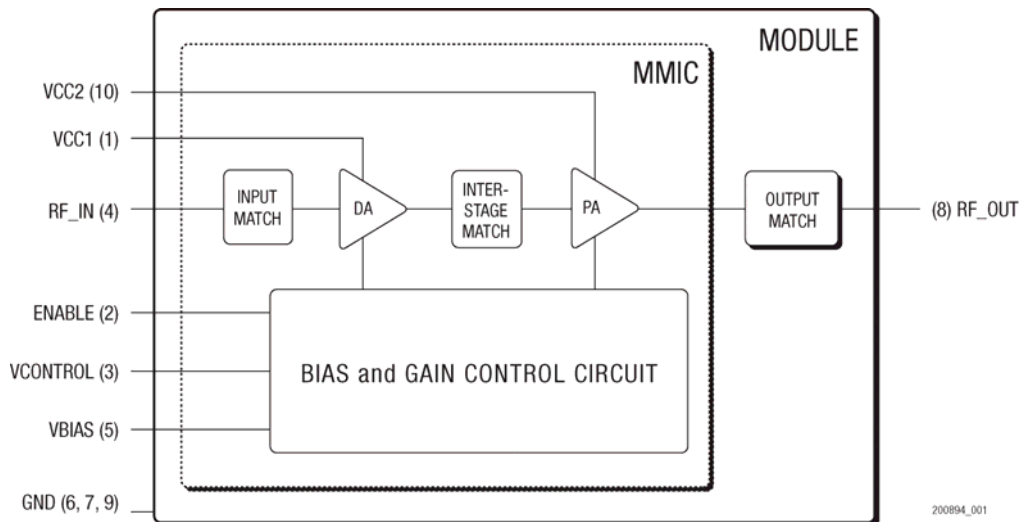 MODULE
MMIC
VCC2 (10)
VCC1 (1)
RF_IN (4)
INPUT
MATCH
DA
INTER-
STAGE
MATCH
PA
OUTPUT
MATCH
(8) RF_OUT
ENABLE (2)
VCONTROL (3)
BIAS and GAIN CONTROL CIRCUIT
VBIAS (5)
GND (6, 7, 9)
200894_001